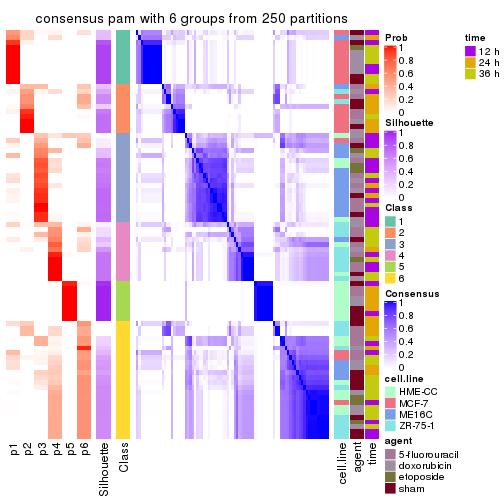 consensus pam with 6 groups from 250 partitions
Prob
1
0.8
0.6
0.4
0.2
0
time
12 h
24 h
36 h
Silhouette
1
0.8
0.6
0.4
0.2
0
Class
1
2
3
4
5
6
Consensus
1
0.8
0.6
0.4
0.2
0
cell.line
HME-CC
MCF-7
ME16C
ZR-75-1
agent
5-fluorouracil
doxorubicin
etoposide
sham
p1
p2
p3
p4
p5
p6
Silhouette
Class
cell.line
agent
time